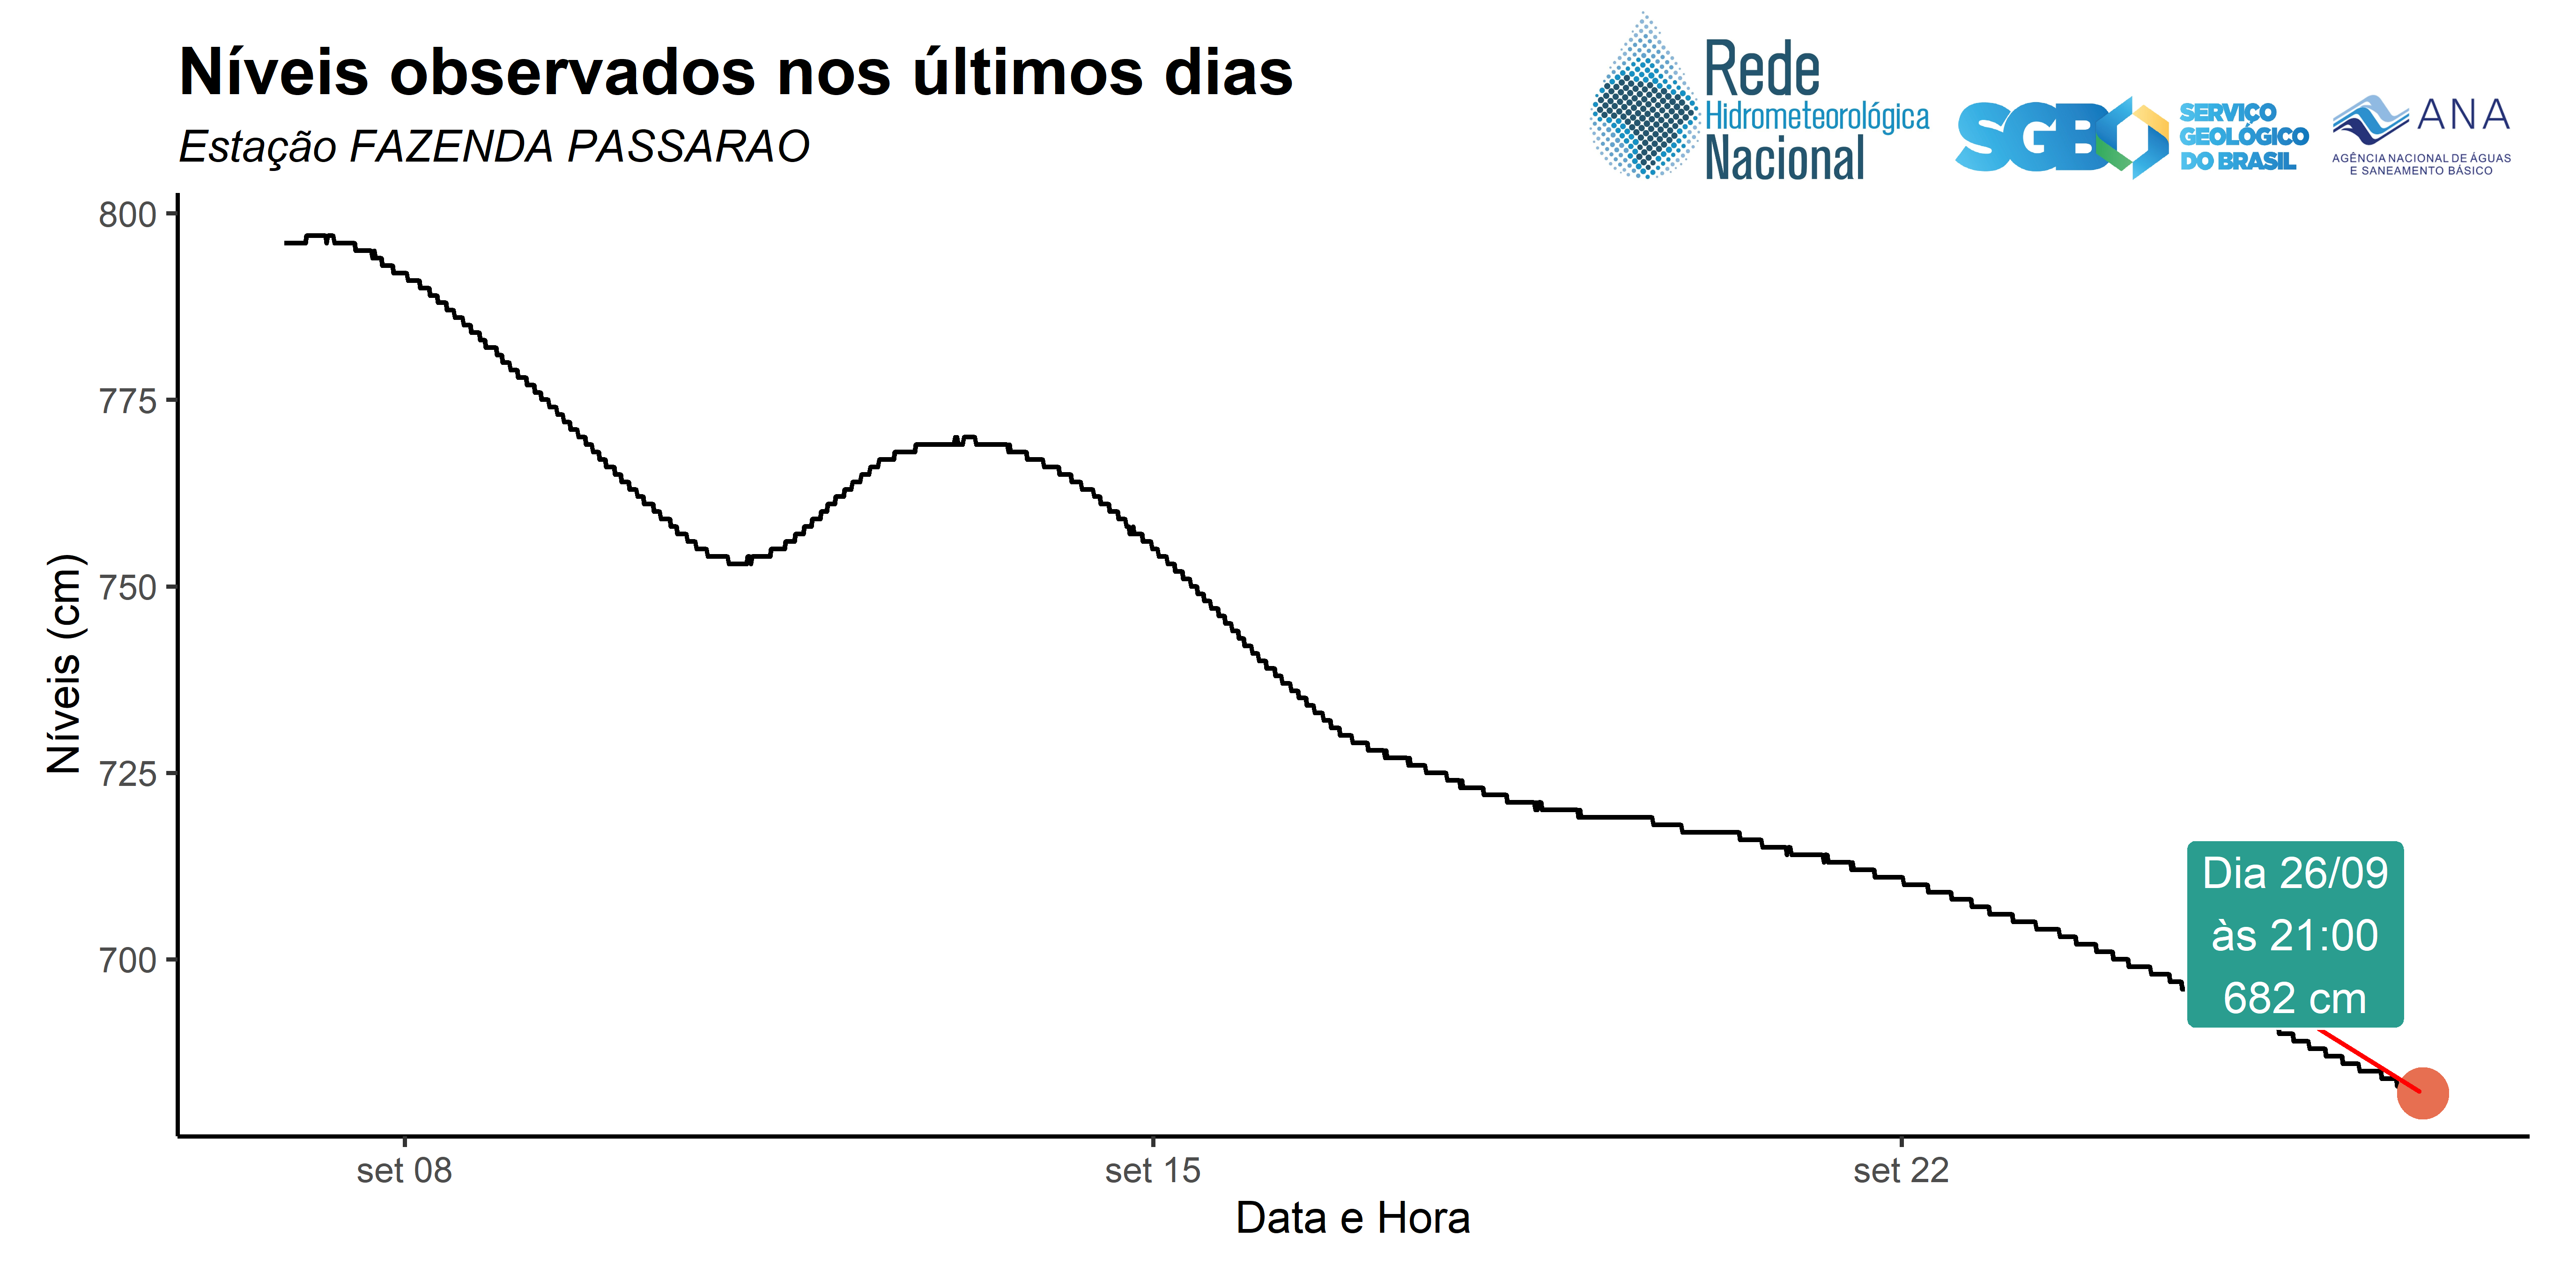 Níveis observados nos últimos dias
Estação FAZENDA PASSARAO
Rede
Hidrometeorológica
Nacional
SGB
SERVIÇO
GEOLÓGICO
DO BRASIL
ANA
AGÊNCIA NACIONAL DE ÁGUAS
E SANEAMENTO BÁSICO
Níveis (cm)
800
775
750
725
700
Dia 26/09
às 21:00
682 cm
set 08
set 15
set 22
Data e Hora